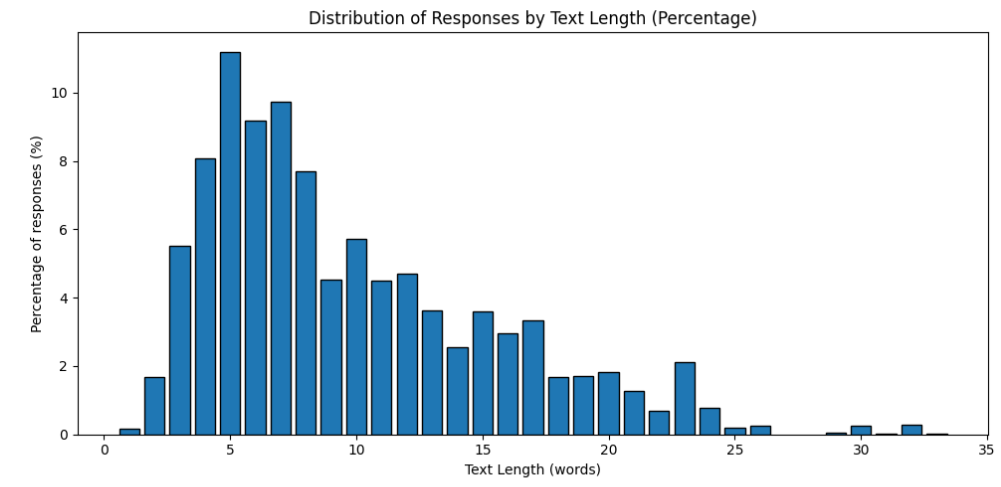 Distribution of Responses by Text Length (Percentage)
10
8
6
4
2
0
Percentage of responses (%)
0 5 10 15 20 25 30 35
Text Length (words)